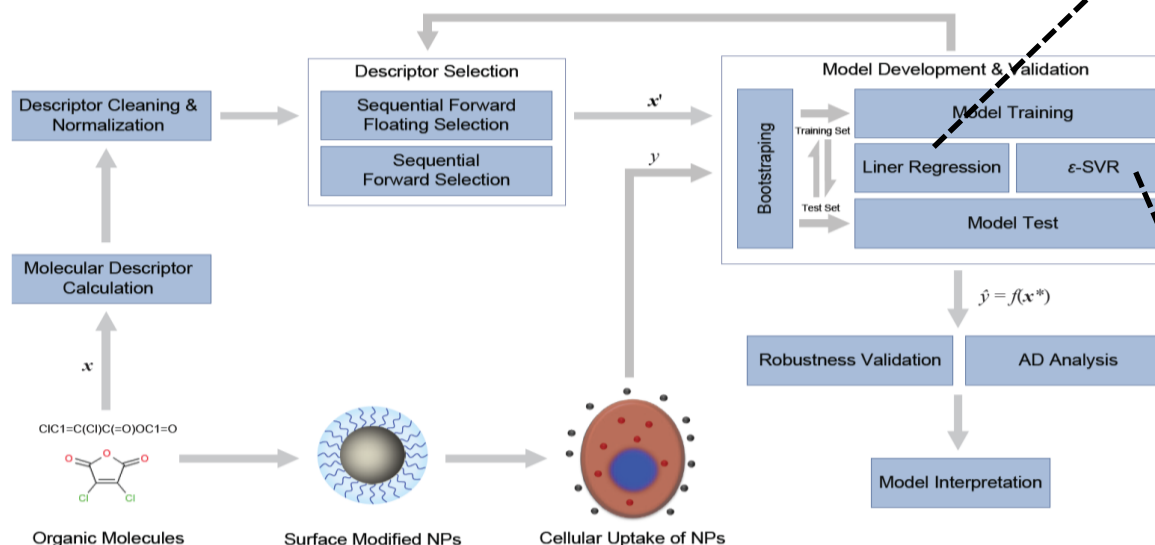 Descriptor Selection
Sequential Forward
Floating Selection
Sequential
Forward Selection
Descriptor Cleaning &
Normalization
Molecular Descriptor
Calculation
x
ClC1=C(Cl)C(=O)OC1=O
O
O
O
Cl
Cl
Organic Molecules
Surface Modified NPs
Cellular Uptake of NPs
x'
y
Model Development & Validation
Bootstraping
Training Set
Test Set
Model Training
Liner Regression
ε-SVR
Model Test
ŷ = f(x*)
Robustness Validation
AD Analysis
Model Interpretation